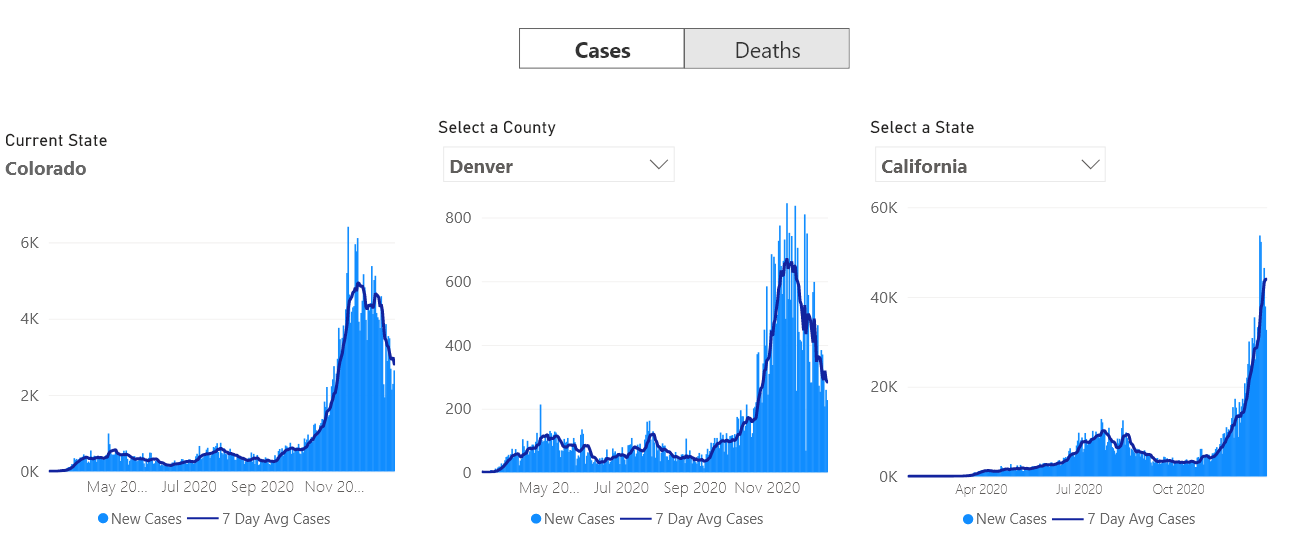 Cases Deaths
Current State
Colorado
6K
4K
2K
0K
May 20... Jul 2020 Sep 2020 Nov 20...
New Cases 7 Day Avg Cases
Select a County
Denver
800
600
400
200
0
May 20... Jul 2020 Sep 2020 Nov 2020
New Cases 7 Day Avg Cases
Select a State
California
60K
40K
20K
0K
Apr 2020 Jul 2020 Oct 2020
New Cases 7 Day Avg Cases